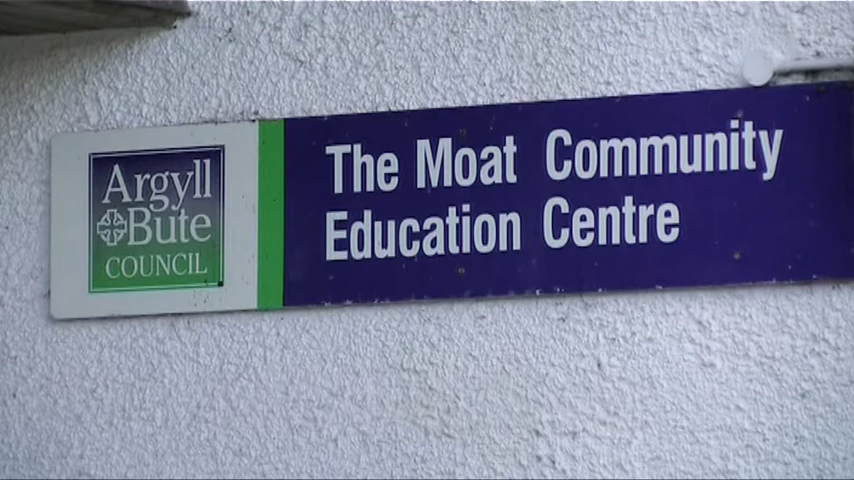 Argyll
Bute
COUNCIL
The Moat Community
Education Centre